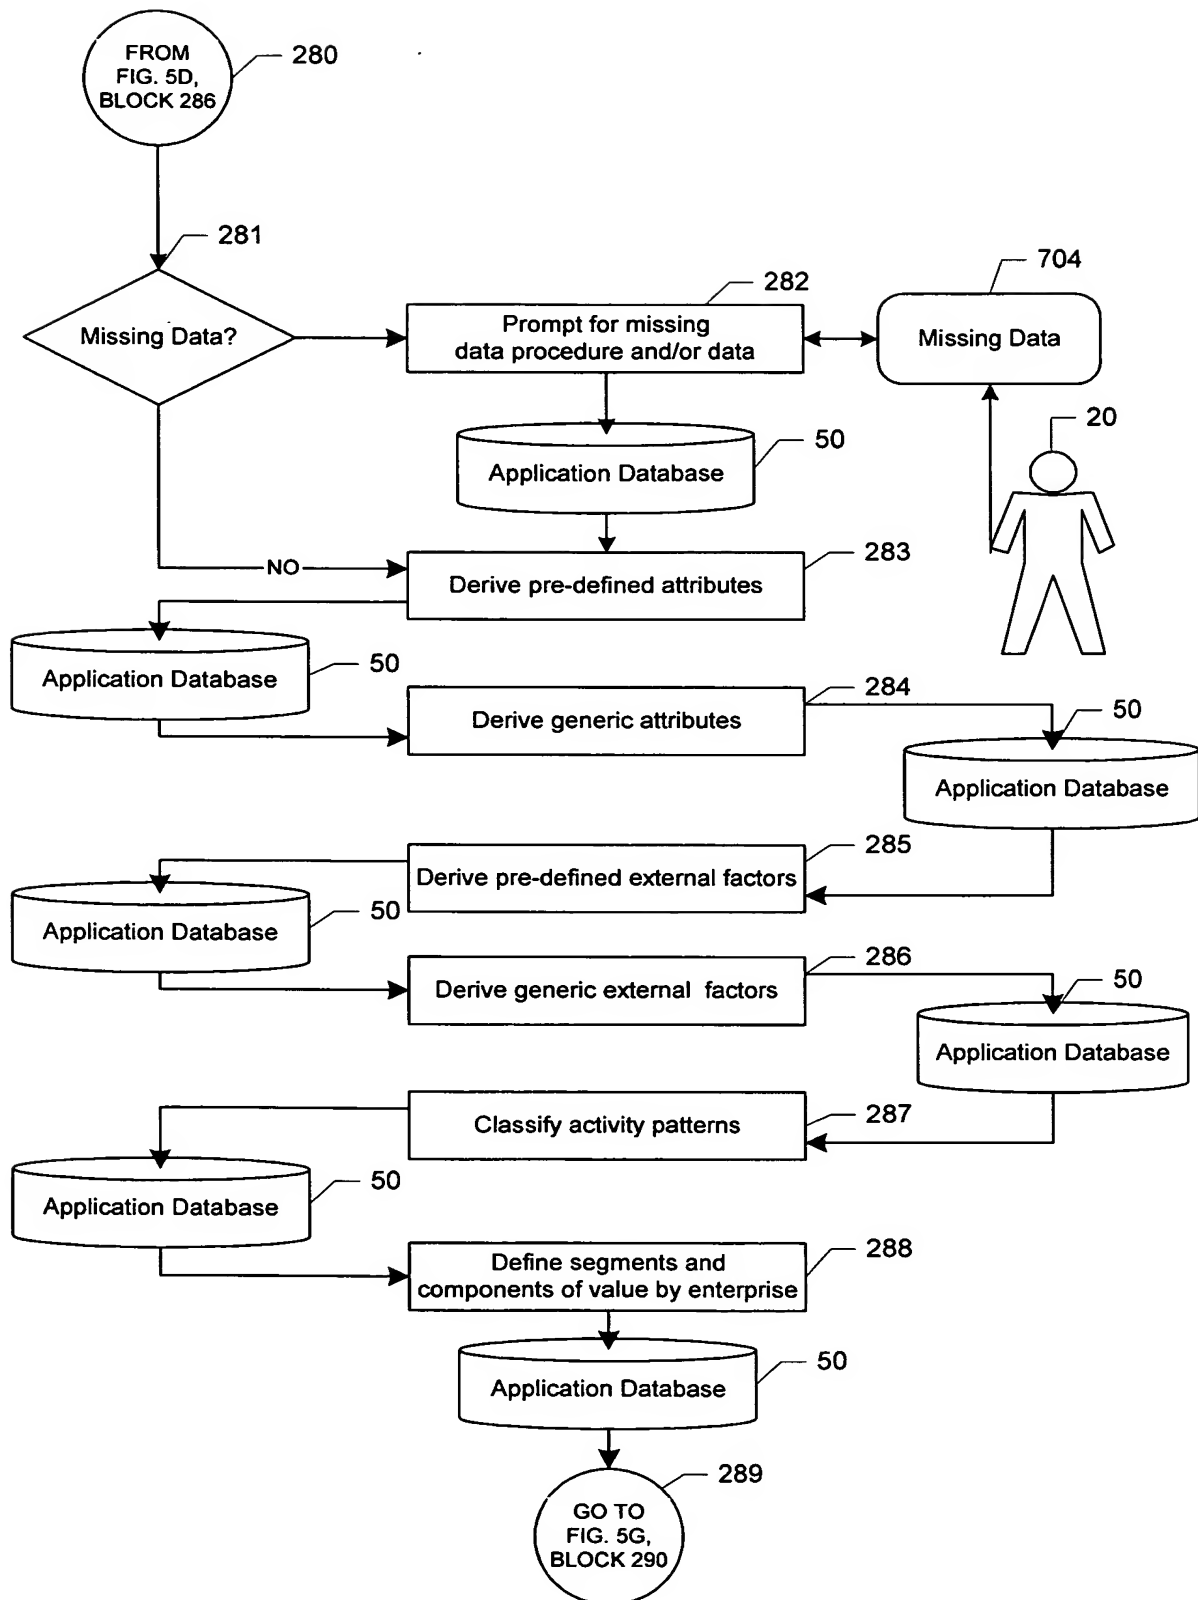 FROM
FIG. 5D,
BLOCK 286
280
281
Missing Data?
282
Prompt for missing
data procedure and/or data
704
Missing Data
20
50
Application Database
NO
283
Derive pre-defined attributes
50
Application Database
284
Derive generic attributes
50
Application Database
285
Derive pre-defined external factors
50
Application Database
286
Derive generic external factors
50
Application Database
287
Classify activity patterns
50
Application Database
288
Define segments and
components of value by enterprise
50
Application Database
289
GO TO
FIG. 5G,
BLOCK 290